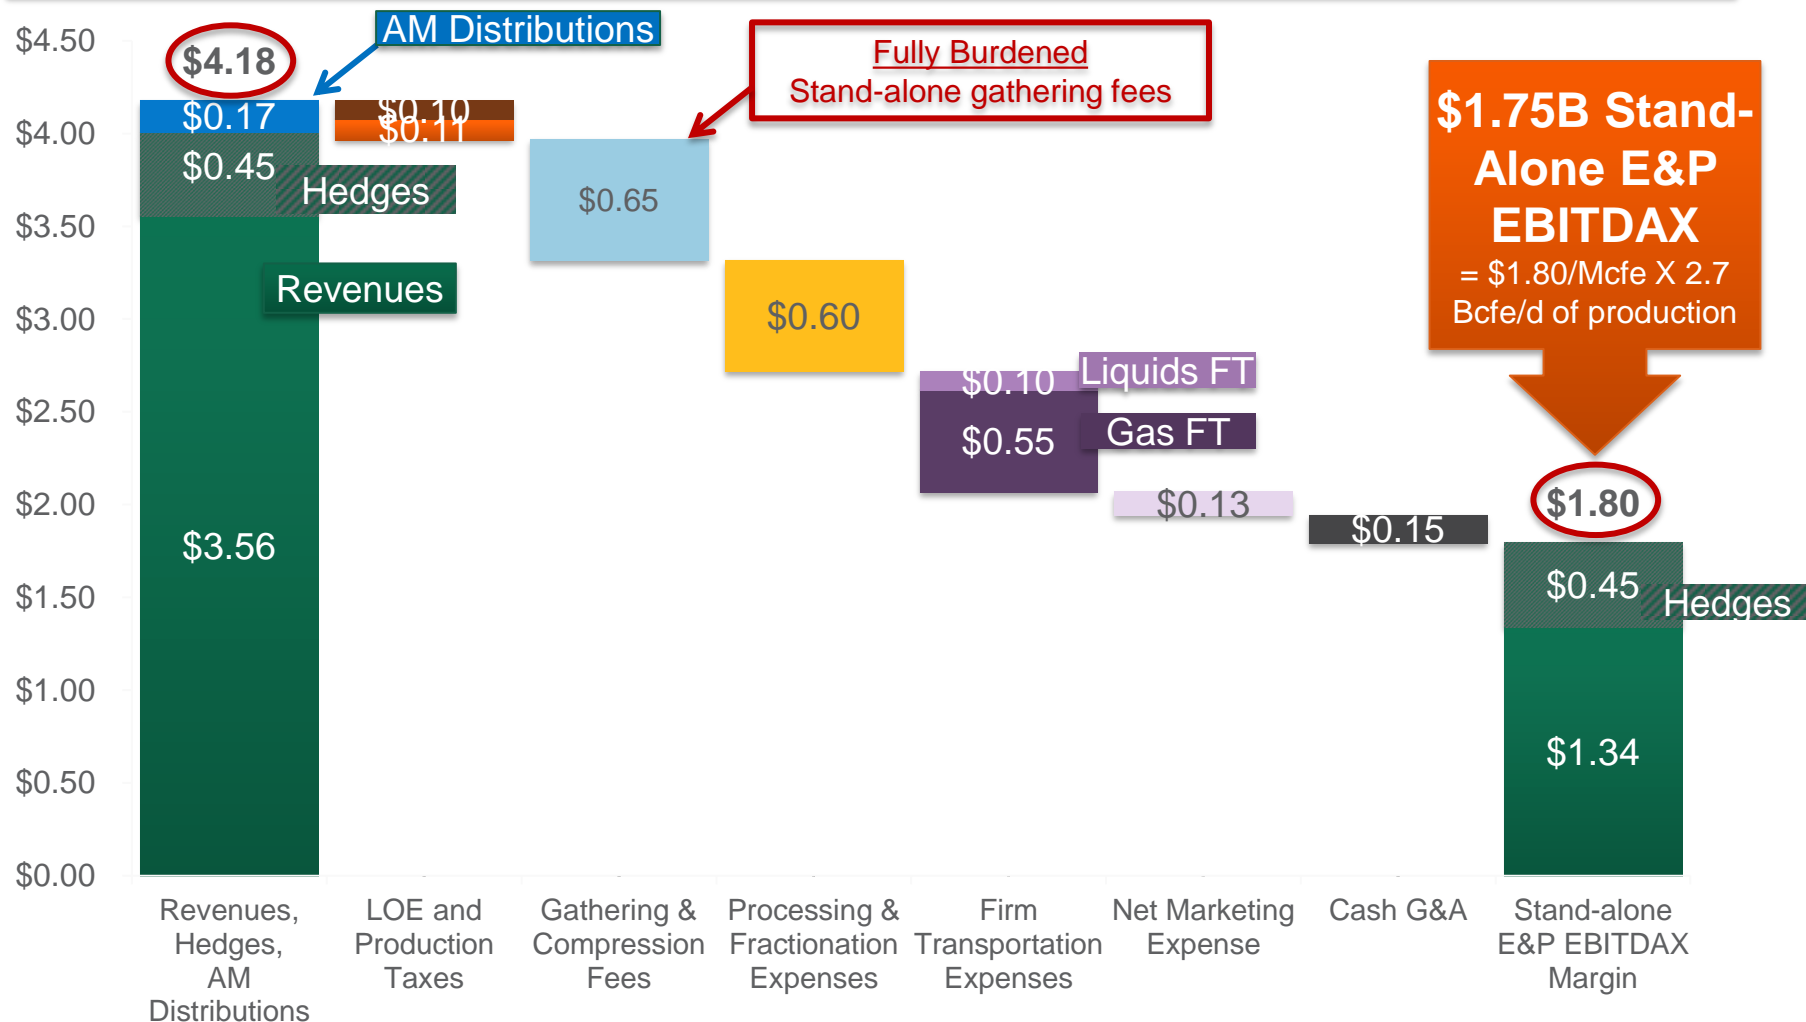 $4.50
$4.00
$3.50
$3.00
$2.50
$2.00
$1.50
$1.00
$0.50
$0.00
$4.18
AM Distributions
$0.17
$0.45
Hedges
Revenues
$3.56
$0.10
$0.11
Fully Burdened
Stand-alone gathering fees
$0.65
$0.60
$0.10
Liquids FT
$0.55
Gas FT
$0.13
$0.15
$1.75B Stand-
Alone E&P
EBITDAX
= $1.80/Mcfe X 2.7
Bcfe/d of production
$1.80
$0.45
Hedges
$1.34
Revenues,
Hedges,
AM
Distributions
LOE and
Production
Taxes
Gathering &
Compression
Fees
Processing &
Fractionation
Expenses
Firm
Transportation
Expenses
Net Marketing
Expense
Cash G&A
Stand-alone
E&P EBITDAX
Margin